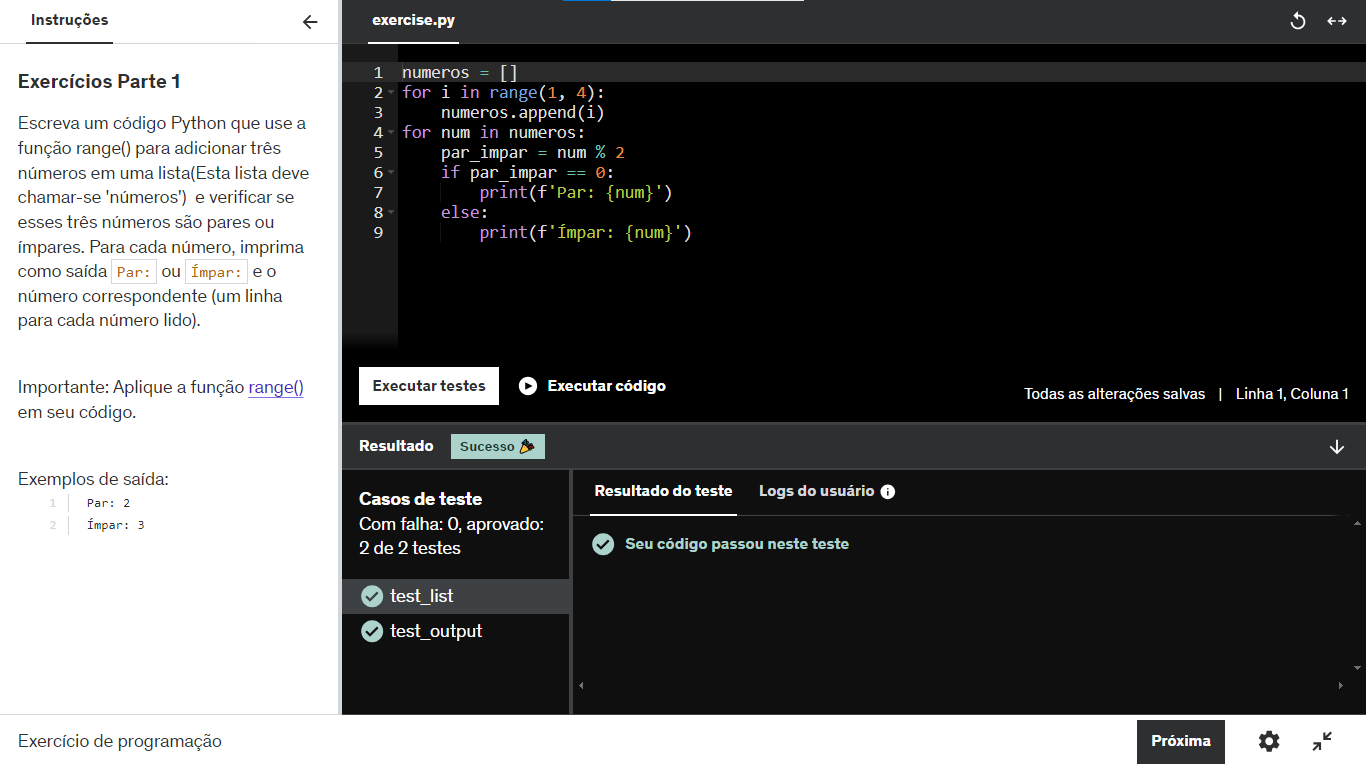 Instruções
Exercícios Parte 1
Escreva um código Python que use a
função range() para adicionar três
números em uma lista(Esta lista deve
chamar-se 'números')  e verificar se
esses três números são pares ou
ímpares. Para cada número, imprima
como saída Par: ou Ímpar: e o
número correspondente (um linha
para cada número lido).
Importante: Aplique a função range()
em seu código.
Exemplos de saída:
1 Par: 2
2 Ímpar: 3
exercise.py
1 numeros = []
2 for i in range(1, 4):
3     numeros.append(i)
4 for num in numeros:
5     par_impar = num % 2
6     if par_impar == 0:
7         print(f'Par: {num}')
8     else:
9         print(f'Ímpar: {num}')
Executar testes
Executar código
Todas as alterações salvas | Linha 1, Coluna 1
Resultado
Sucesso
Casos de teste
Com falha: 0, aprovado:
2 de 2 testes
test_list
test_output
Resultado do teste
Logs do usuário
Seu código passou neste teste
Exercício de programação
Próxima